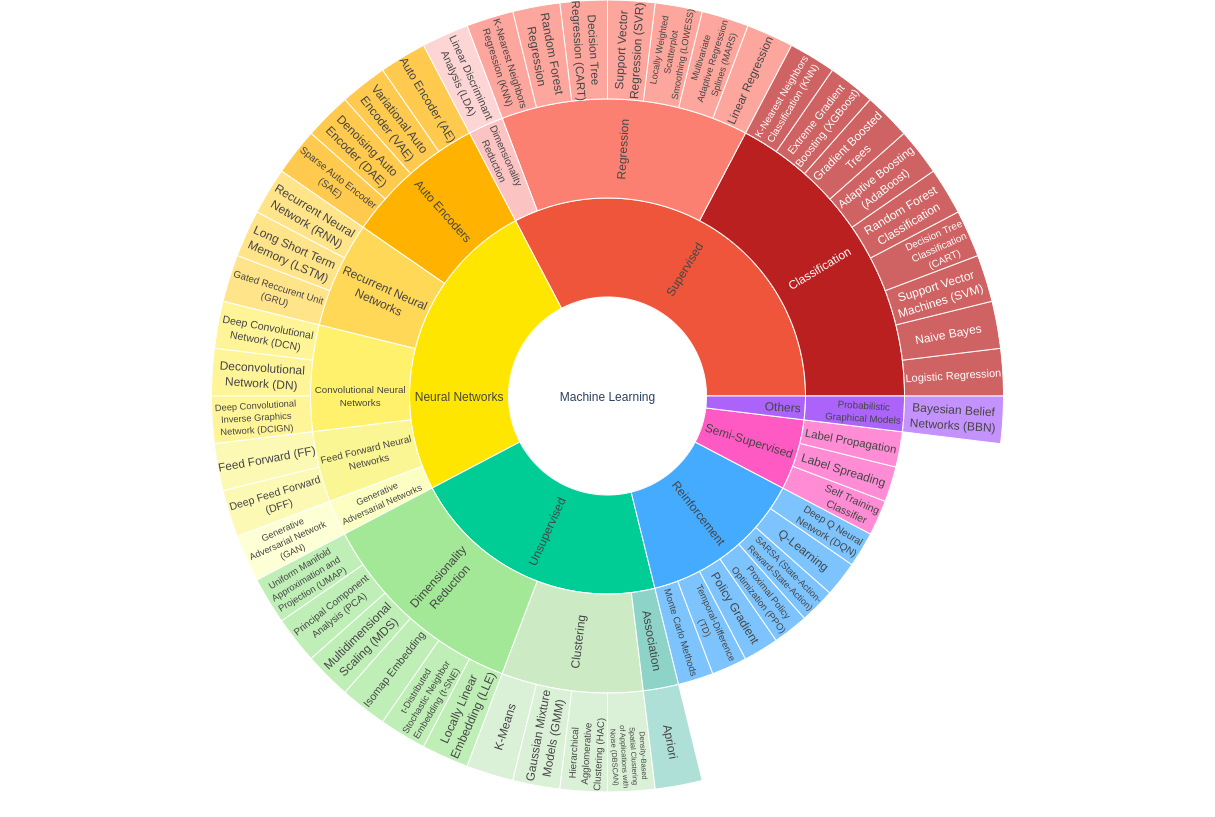 Machine Learning
Supervised
Classification
Logistic Regression
Naive Bayes
Support Vector
Machines (SVM)
Decision Tree
Classification
(CART)
Random Forest
Classification
Adaptive Boosting
(AdaBoost)
Gradient Boosted
Trees
Extreme Gradient
Boosting (XGBoost)
K-Nearest Neighbors
Classification (KNN)
Regression
Linear Regression
Multivariate
Adaptive Regression
Splines (MARS)
Locally Weighted
Scatterplot
Smoothing (LOWESS)
Support Vector
Regression (SVR)
Decision Tree
Regression (CART)
Random Forest
Regression
K-Nearest Neighbors
Regression (KNN)
Dimensionality
Reduction
Linear Discriminant
Analysis (LDA)
Neural Networks
Auto Encoders
Auto Encoder (AE)
Variational Auto
Encoder (VAE)
Denoising Auto
Encoder (DAE)
Sparse Auto Encoder
(SAE)
Recurrent Neural
Networks
Recurrent Neural
Network (RNN)
Long Short Term
Memory (LSTM)
Gated Reccurent Unit
(GRU)
Convolutional Neural
Networks
Deep Convolutional
Network (DCN)
Deconvolutional
Network (DN)
Deep Convolutional
Inverse Graphics
Network (DCIGN)
Feed Forward Neural
Networks
Feed Forward (FF)
Deep Feed Forward
(DFF)
Generative
Adversarial Networks
Generative
Adversarial Network
(GAN)
Unsupervised
Dimensionality
Reduction
Uniform Manifold
Approximation and
Projection (UMAP)
Principal Component
Analysis (PCA)
Multidimensional
Scaling (MDS)
Isomap Embedding
t-Distributed
Stochastic Neighbor
Embedding (t-SNE)
Locally Linear
Embedding (LLE)
Clustering
K-Means
Gaussian Mixture
Models (GMM)
Hierarchical
Agglomerative
Clustering (HAC)
Density-Based
Spatial Clustering
of Applications with
Noise (DBSCAN)
Association
Apriori
Reinforcement
Monte Carlo Methods
Temporal-Difference
(TD)
Policy Gradient
Proximal Policy
Optimization (PPO)
SARSA (State-Action-
Reward-State-Action)
Q-Learning
Deep Q Neural
Network (DQN)
Semi-Supervised
Self Training
Classifier
Label Spreading
Label Propagation
Others
Probabilistic
Graphical Models
Bayesian Belief
Networks (BBN)